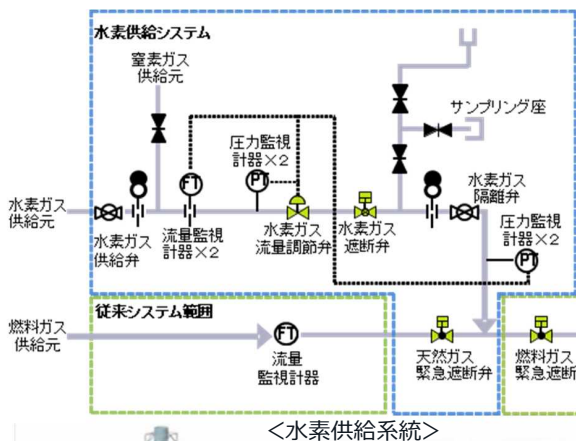 水素供給システム
窒素ガス
供給元
サンプリング座
圧力監視
計器×2
FT
PT
水素ガス
隔離弁
水素ガス
供給元
水素ガス
供給弁
流量監視
計器×2
水素ガス
流量調節弁
水素ガス
遮断弁
圧力監視
計器×2
PT
従来システム範囲
燃料ガス
供給元
FT
流量
監視計器
天然ガス
緊急遮断弁
燃料ガス
緊急遮断弁
＜水素供給系統＞